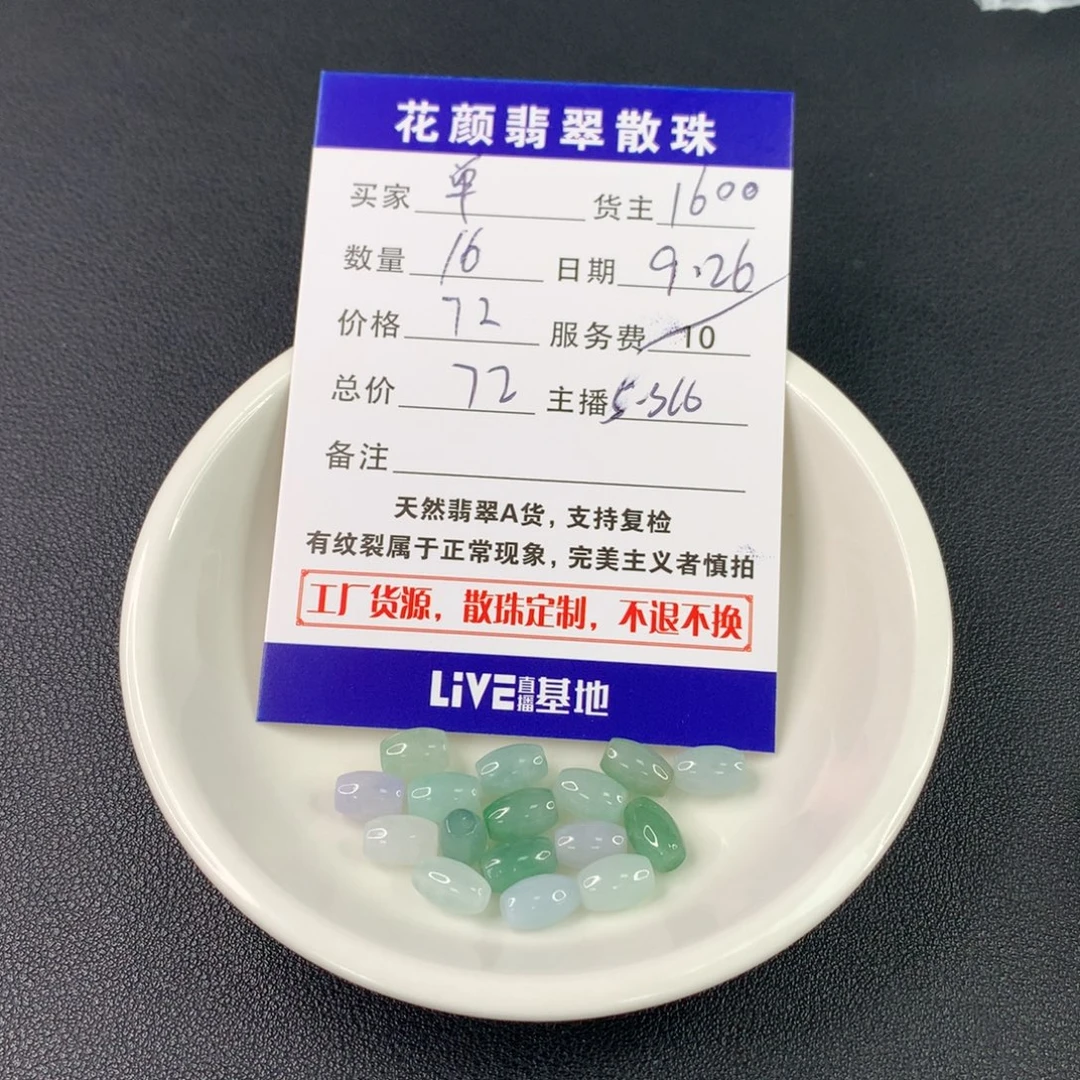 花颜翡翠散珠
买家 单 货主 1600
数量 16 日期 9.26
价格 72 服务费 10
总价 72 主播 5-366
备注
天然翡翠A货，支持复检
有纹裂属于正常现象，完美主义者慎拍
工厂货源，散珠定制，不退不换
LiVE直播基地